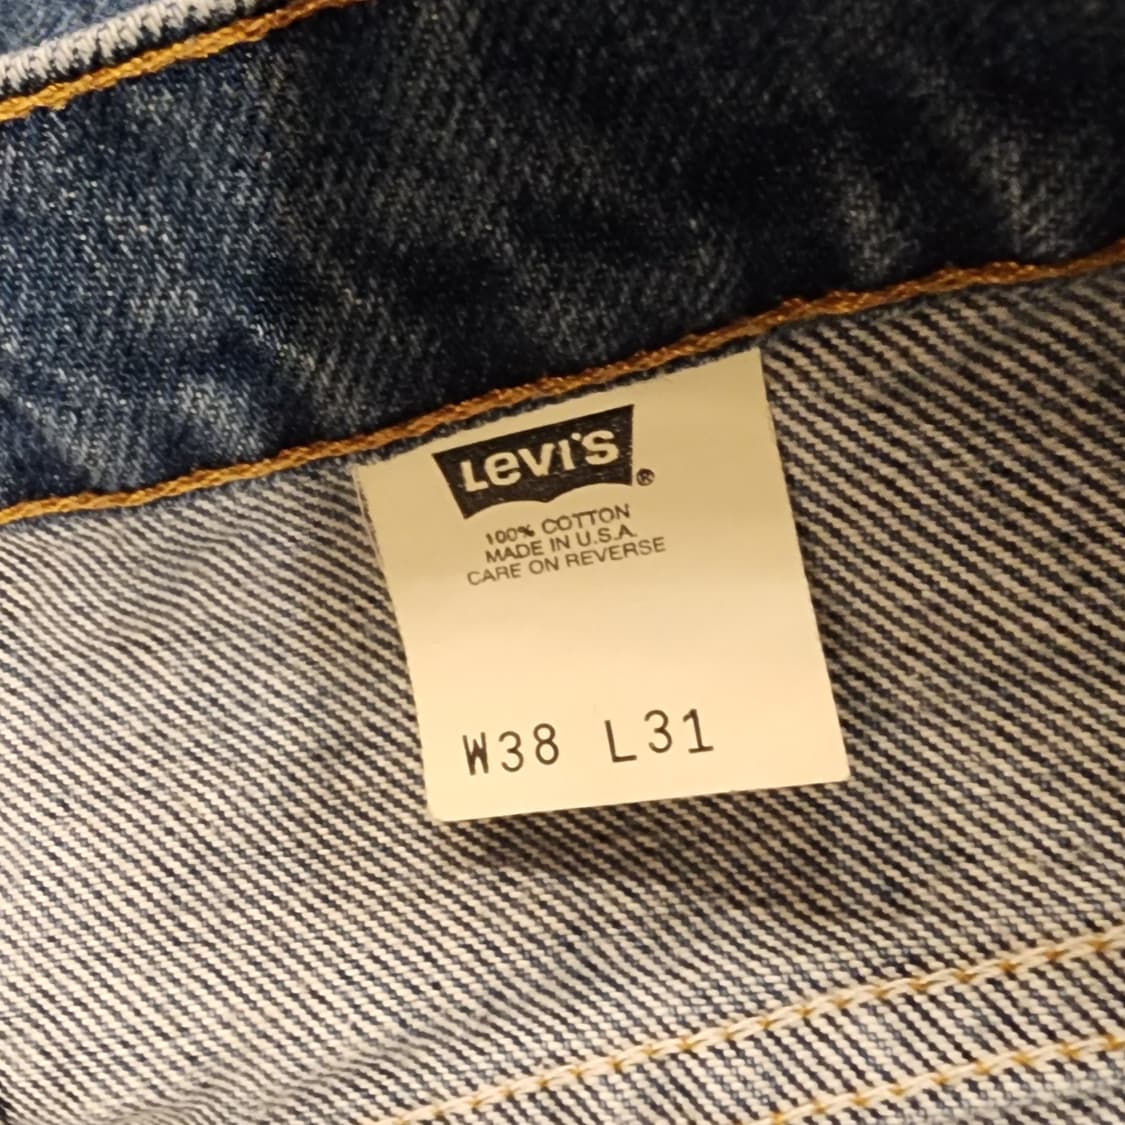 LEVI'S ®
100% COTTON
MADE IN U.S.A.
CARE ON REVERSE
W38 L31